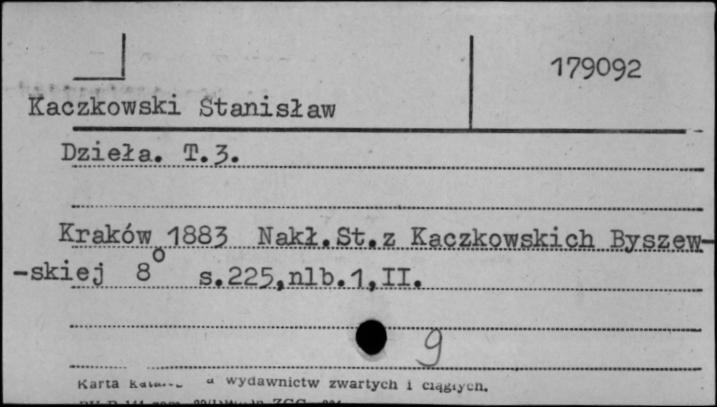 179092
Kaczkowski Stanisław
Dzieła. T.3.
Kraków 1883 Nakł.St.z Kaczkowskich Byszew-
-skiej 8° s.225,nlb.1,II.
9
Karta wydawnictw zwartych i ciągłych.